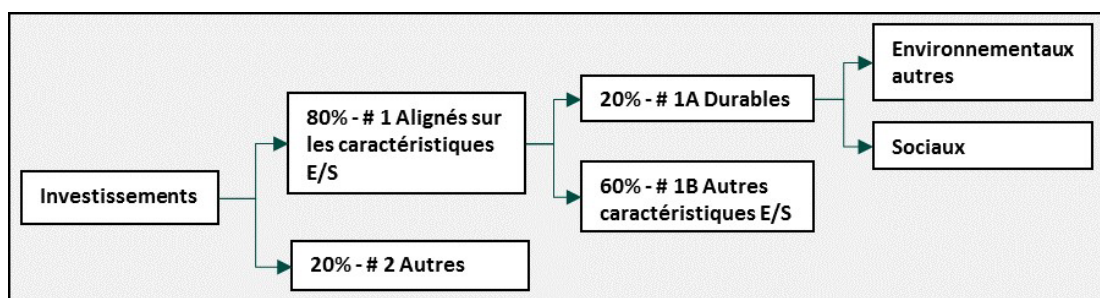 Investissements
80% - # 1 Alignés sur
les caractéristiques
E/S
20% - # 2 Autres
20% - # 1A Durables
60% - # 1B Autres
caractéristiques E/S
Environnementaux
autres
Sociaux